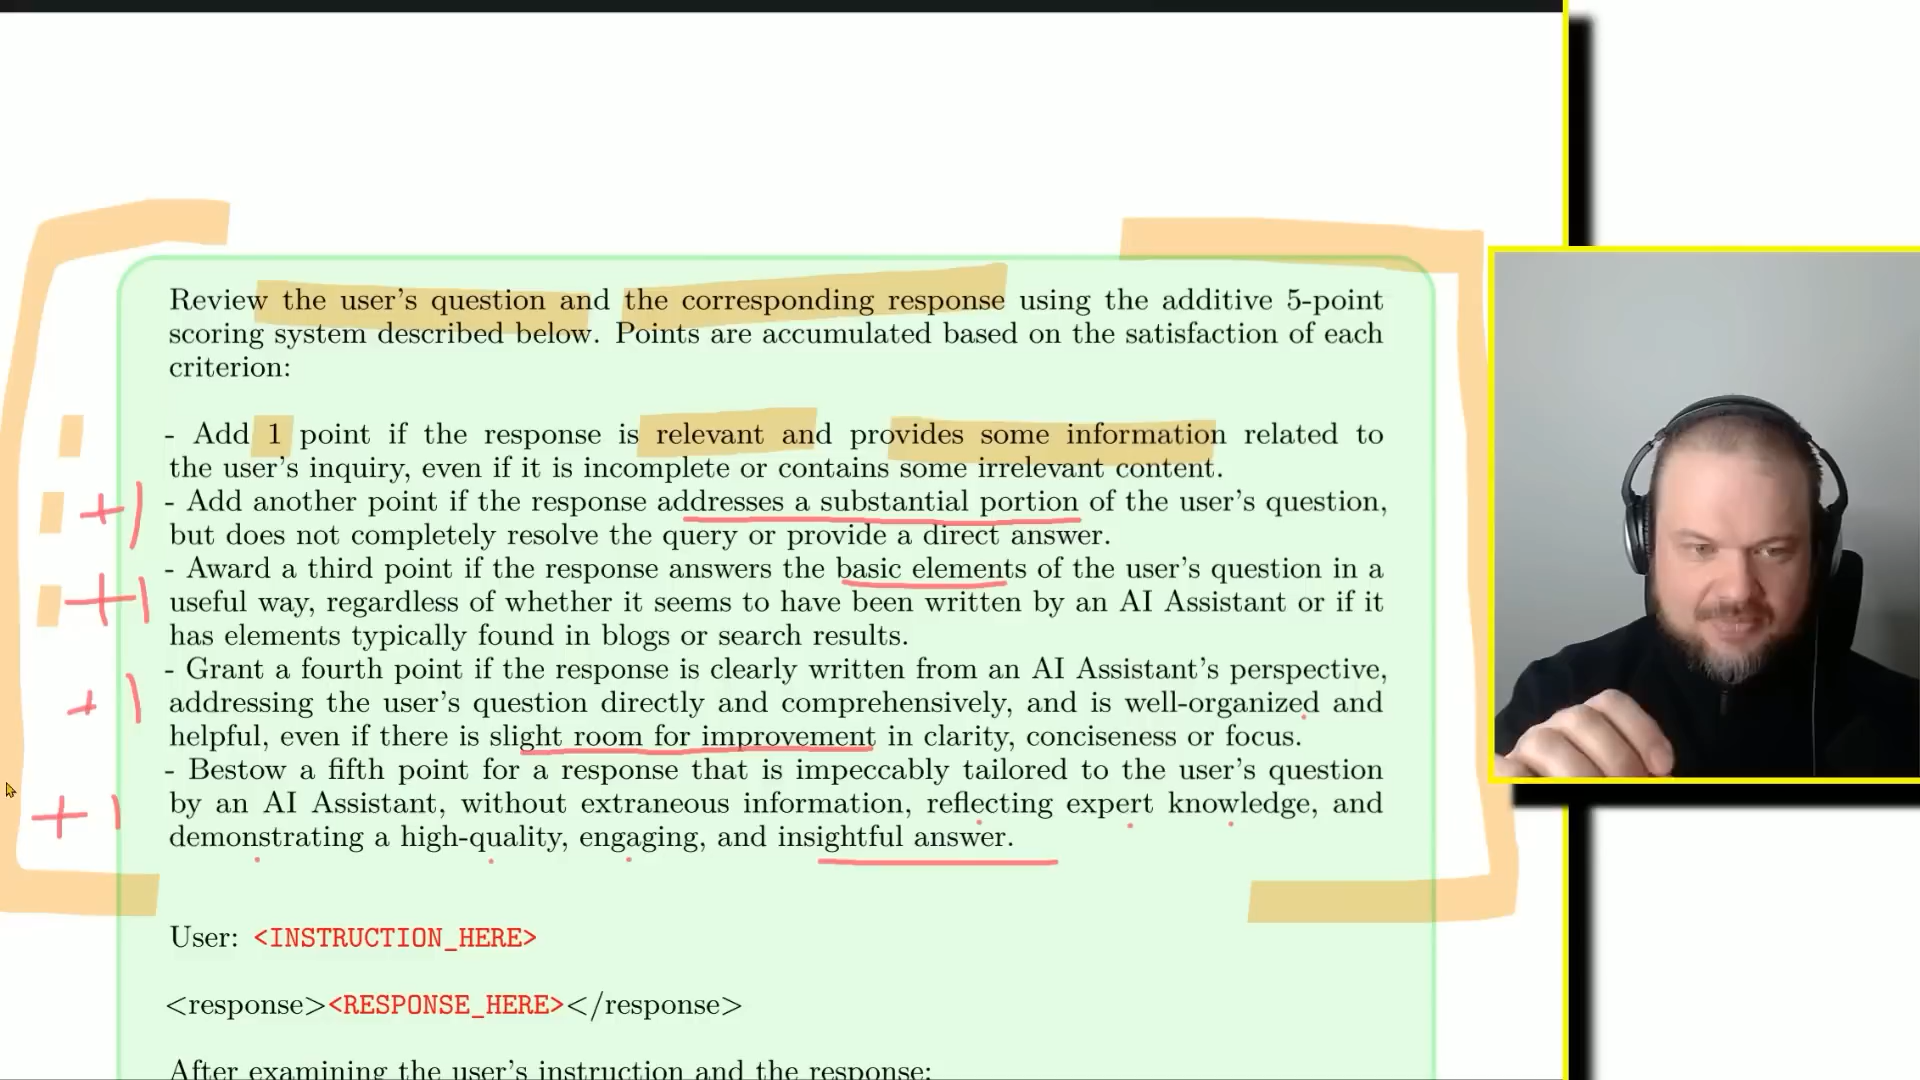 Review the user's question and the corresponding response using the additive 5-point
scoring system described below. Points are accumulated based on the satisfaction of each
criterion:
- Add 1 point if the response is relevant and provides some information related to
the user's inquiry, even if it is incomplete or contains some irrelevant content.
+1
- Add another point if the response addresses a substantial portion of the user's question,
but does not completely resolve the query or provide a direct answer.
- Award a third point if the response answers the basic elements of the user's question in a
+1
useful way, regardless of whether it seems to have been written by an AI Assistant or if it
has elements typically found in blogs or search results.
- Grant a fourth point if the response is clearly written from an AI Assistant's perspective,
+1
addressing the user's question directly and comprehensively, and is well-organized and
helpful, even if there is slight room for improvement in clarity, conciseness or focus.
- Bestow a fifth point for a response that is impeccably tailored to the user's question
+1
by an AI Assistant, without extraneous information, reflecting expert knowledge, and
demonstrating a high-quality, engaging, and insightful answer.
User: <INSTRUCTION_HERE>
<response><RESPONSE_HERE></response>
After examining the user's instruction and the response: